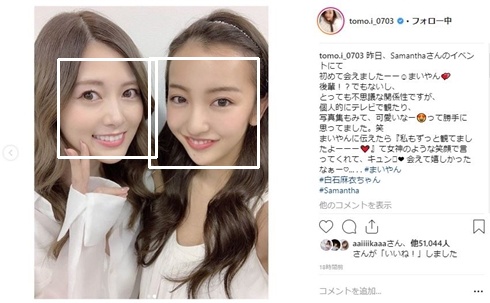 tomo.i_0703 • フォロー中
tomo.i_0703 昨日、Samanthaさんのイベ
ントにて
初めて会えましたーー☺まいやん💕
後輩！？でもないし、
とっても不思議な関係性ですが、
個人的にテレビで観たり、
写真集もみて、可愛いなー😍って勝手に
思ってました。笑
まいやんに伝えたら『私もずっと観てました
よーーー❤』て女神のような笑顔で言
ってくれて、キュン❤会えて嬉しかった
なぁー♡.... #まいやん
#白石麻衣ちゃん
#Samantha
他のコメントを表示
aaiiiikaaaさん、他51,044人
さんが「いいね！」しました
18時間前
コメントを追加...